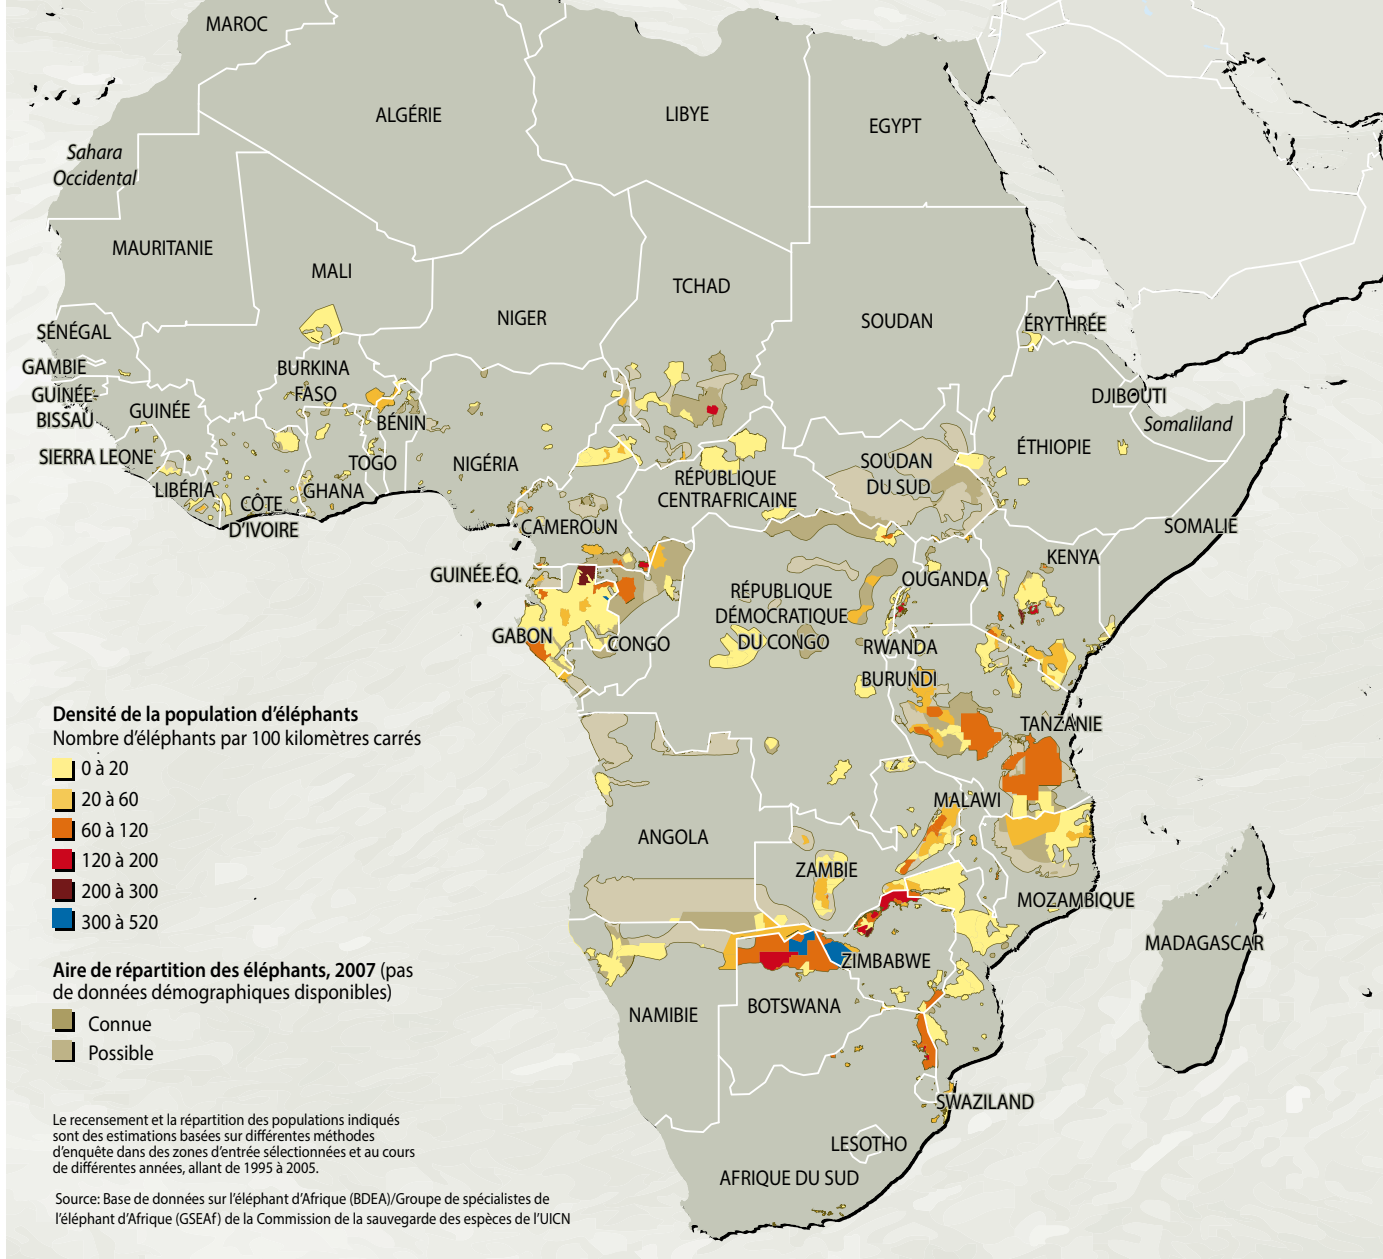 MAROC
ALGÉRIE
LIBYE
EGYPT
Sahara
Occidental
MAURITANIE
MALI
NIGER
TCHAD
SOUDAN
ÉRYTHRÉE
SÉNÉGAL
GAMBIE
GUINÉE-
BISSAU
GUINÉE
BURKINA
FASO
BÉNIN
DJIBOUTI
Somaliland
SIERRA LEONE
LIBÉRIA
CÔTE
D'IVOIRE
GHANA
TOGO
NIGÉRIA
RÉPUBLIQUE
CENTRAFRICAINE
SOUDAN
DU SUD
ÉTHIOPIE
SOMALIE
CAMEROUN
GUINÉE.ÉQ.
GABON
CONGO
RÉPUBLIQUE
DÉMOCRATIQUE
DU CONGO
OUGANDA
KENYA
RWANDA
BURUNDI
TANZANIE
Densité de la population d'éléphants
Nombre d'éléphants par 100 kilomètres carrés
0 à 20
20 à 60
60 à 120
120 à 200
200 à 300
300 à 520
Aire de répartition des éléphants, 2007 (pas
de données démographiques disponibles)
Connue
Possible
ANGOLA
ZAMBIE
MALAWI
MOZAMBIQUE
MADAGASCAR
ZIMBABWE
BOTSWANA
NAMIBIE
SWAZILAND
LESOTHO
AFRIQUE DU SUD
Le recensement et la répartition des populations indiqués
sont des estimations basées sur différentes méthodes
d'enquête dans des zones d'entrée sélectionnées et au cours
de différentes années, allant de 1995 à 2005.
Source: Base de données sur l'éléphant d'Afrique (BDEA)/Groupe de spécialistes de
l'éléphant d'Afrique (GSEAf) de la Commission de la sauvegarde des espèces de l'UICN